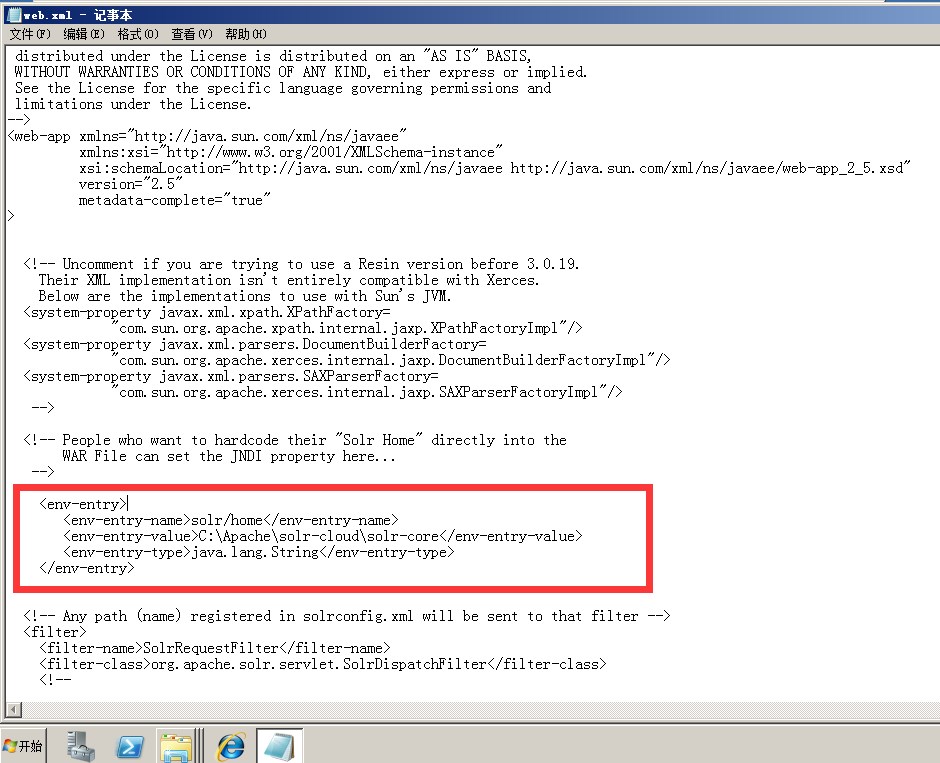 web.xml - 记事本
文件(F) 编辑(E) 格式(O) 查看(V) 帮助(H)
distributed under the License is distributed on an "AS IS" BASIS,
WITHOUT WARRANTIES OR CONDITIONS OF ANY KIND, either express or implied.
See the License for the specific language governing permissions and
limitations under the License.
-->
<web-app xmlns="http://java.sun.com/xml/ns/javaee"
xmlns:xsi="http://www.w3.org/2001/XMLSchema-instance"
xsi:schemaLocation="http://java.sun.com/xml/ns/javaee http://java.sun.com/xml/ns/javaee/web-app_2_5.xsd"
version="2.5"
metadata-complete="true"
>
<!-- Uncomment if you are trying to use a Resin version before 3.0.19.
Their XML implementation isn't entirely compatible with Xerces.
Below are the implementations to use with Sun's JVM.
<system-property javax.xml.xpath.XPathFactory=
"com.sun.org.apache.xpath.internal.jaxp.XPathFactoryImpl"/>
<system-property javax.xml.parsers.DocumentBuilderFactory=
"com.sun.org.apache.xerces.internal.jaxp.DocumentBuilderFactoryImpl"/>
<system-property javax.xml.parsers.SAXParserFactory=
"com.sun.org.apache.xerces.internal.jaxp.SAXParserFactoryImpl"/>
-->
<!-- People who want to hardcode their "Solr Home" directly into the
WAR File can set the JNDI property here...
-->
<env-entry>
<env-entry-name>solr/home</env-entry-name>
<env-entry-value>C:\Apache\solr-cloud\solr-core</env-entry-value>
<env-entry-type>java.lang.String</env-entry-type>
</env-entry>
<!-- Any path (name) registered in solrconfig.xml will be sent to that filter -->
<filter>
<filter-name>SolrRequestFilter</filter-name>
<filter-class>org.apache.solr.servlet.SolrDispatchFilter</filter-class>
<!--
开始